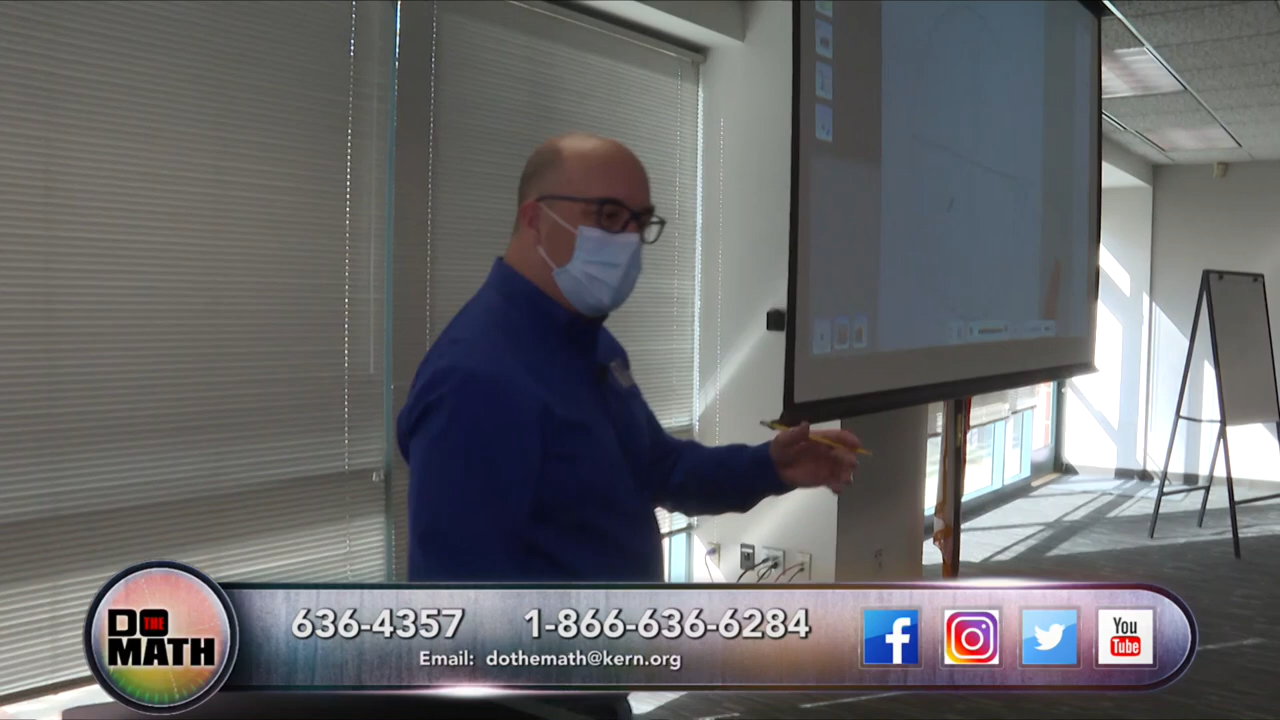 DO THE MATH
636-4357 1-866-636-6284
Email: dothemath@kern.org
f
You
Tube